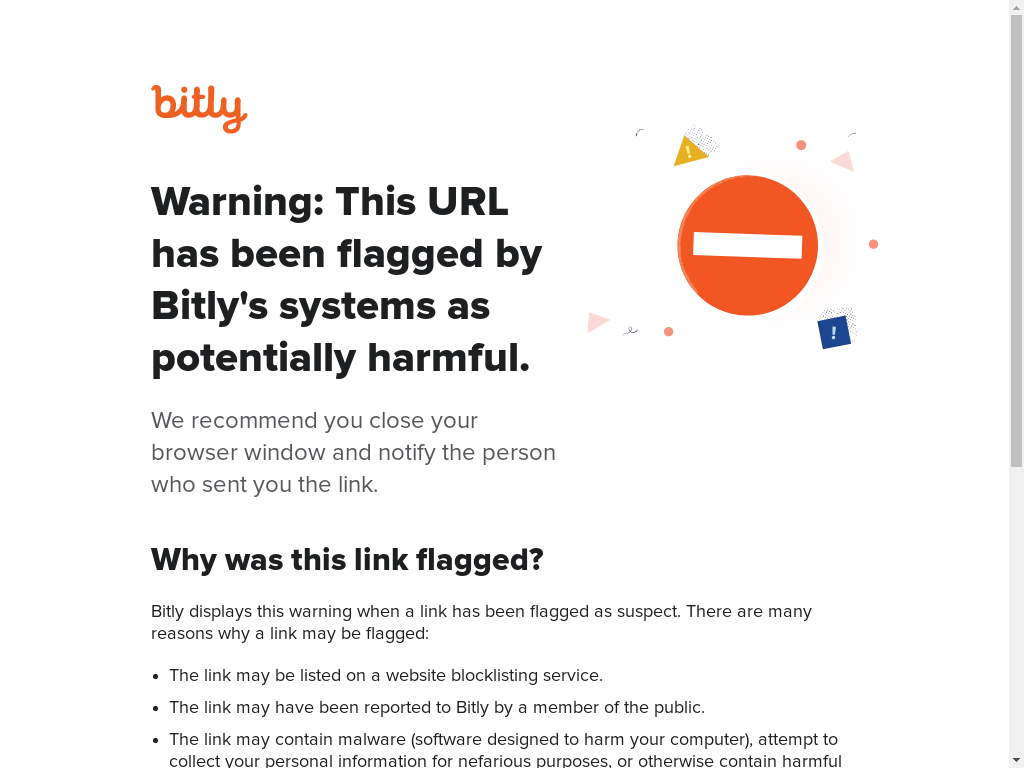 bitly
Warning: This URL
has been flagged by
Bitly's systems as
potentially harmful.
We recommend you close your
browser window and notify the person
who sent you the link.
Why was this link flagged?
Bitly displays this warning when a link has been flagged as suspect. There are many
reasons why a link may be flagged:
• The link may be listed on a website blocklisting service.
• The link may have been reported to Bitly by a member of the public.
• The link may contain malware (software designed to harm your computer), attempt to
collect your personal information for nefarious purposes, or otherwise contain harmful